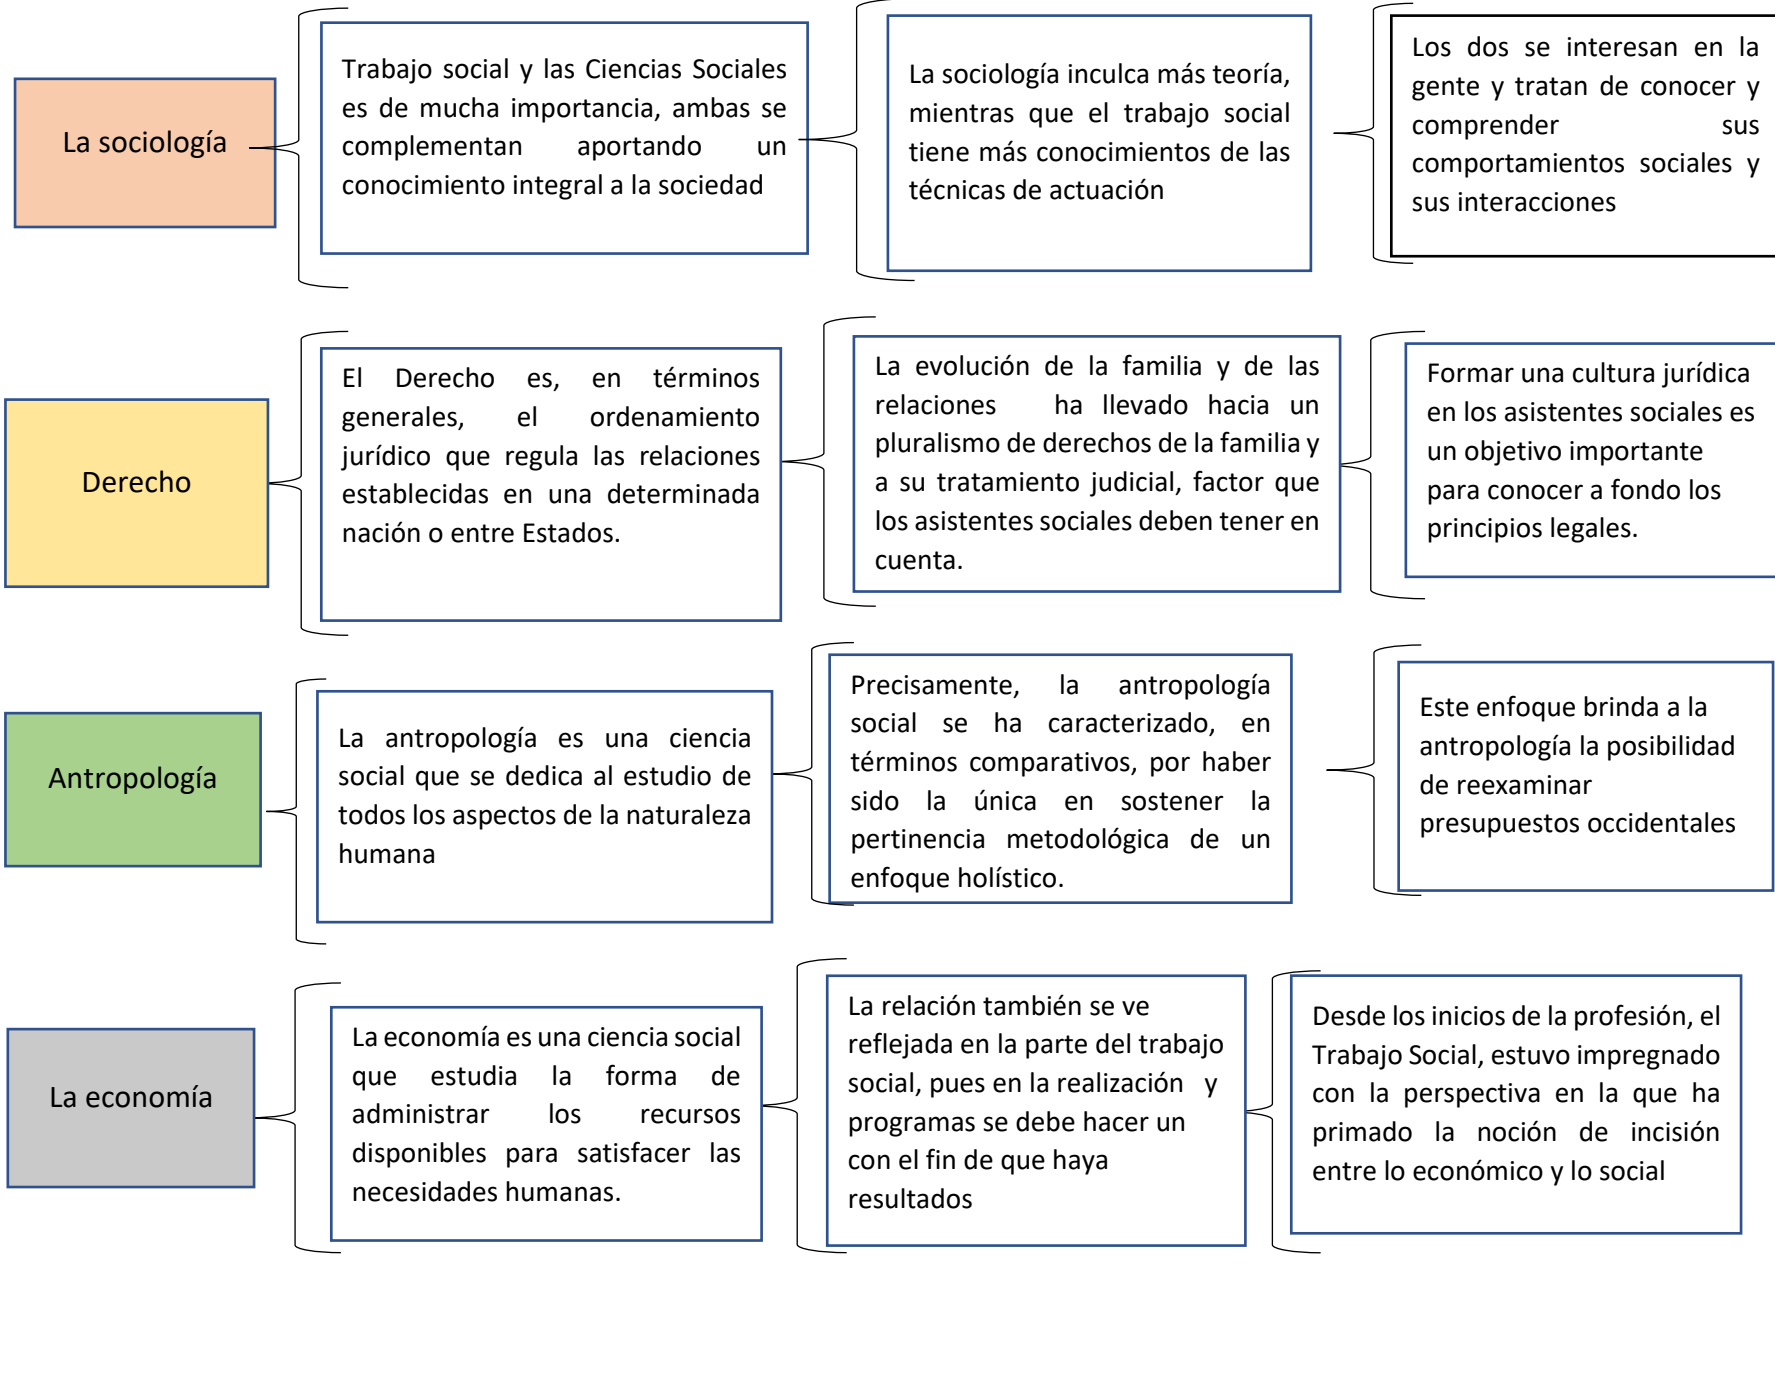 La sociología
Trabajo social y las Ciencias Sociales
es de mucha importancia, ambas se
complementan aportando un
conocimiento integral a la sociedad
La sociología inculca más teoría,
mientras que el trabajo social
tiene más conocimientos de las
técnicas de actuación
Los dos se interesan en la
gente y tratan de conocer y
comprender sus
comportamientos sociales y
sus interacciones
Derecho
El Derecho es, en términos
generales, el ordenamiento
jurídico que regula las relaciones
establecidas en una determinada
nación o entre Estados.
La evolución de la familia y de las
relaciones ha llevado hacia un
pluralismo de derechos de la familia y
a su tratamiento judicial, factor que
los asistentes sociales deben tener en
cuenta.
Formar una cultura jurídica
en los asistentes sociales es
un objetivo importante
para conocer a fondo los
principios legales.
Antropología
La antropología es una ciencia
social que se dedica al estudio de
todos los aspectos de la naturaleza
humana
Precisamente, la antropología
social se ha caracterizado, en
términos comparativos, por haber
sido la única en sostener la
pertinencia metodológica de un
enfoque holístico.
Este enfoque brinda a la
antropología la posibilidad
de reexaminar
presupuestos occidentales
La economía
La economía es una ciencia social
que estudia la forma de
administrar los recursos
disponibles para satisfacer las
necesidades humanas.
La relación también se ve
reflejada en la parte del trabajo
social, pues en la realización y
programas se debe hacer un
con el fin de que haya
resultados
Desde los inicios de la profesión, el
Trabajo Social, estuvo impregnado
con la perspectiva en la que ha
primado la noción de incisión
entre lo económico y lo social